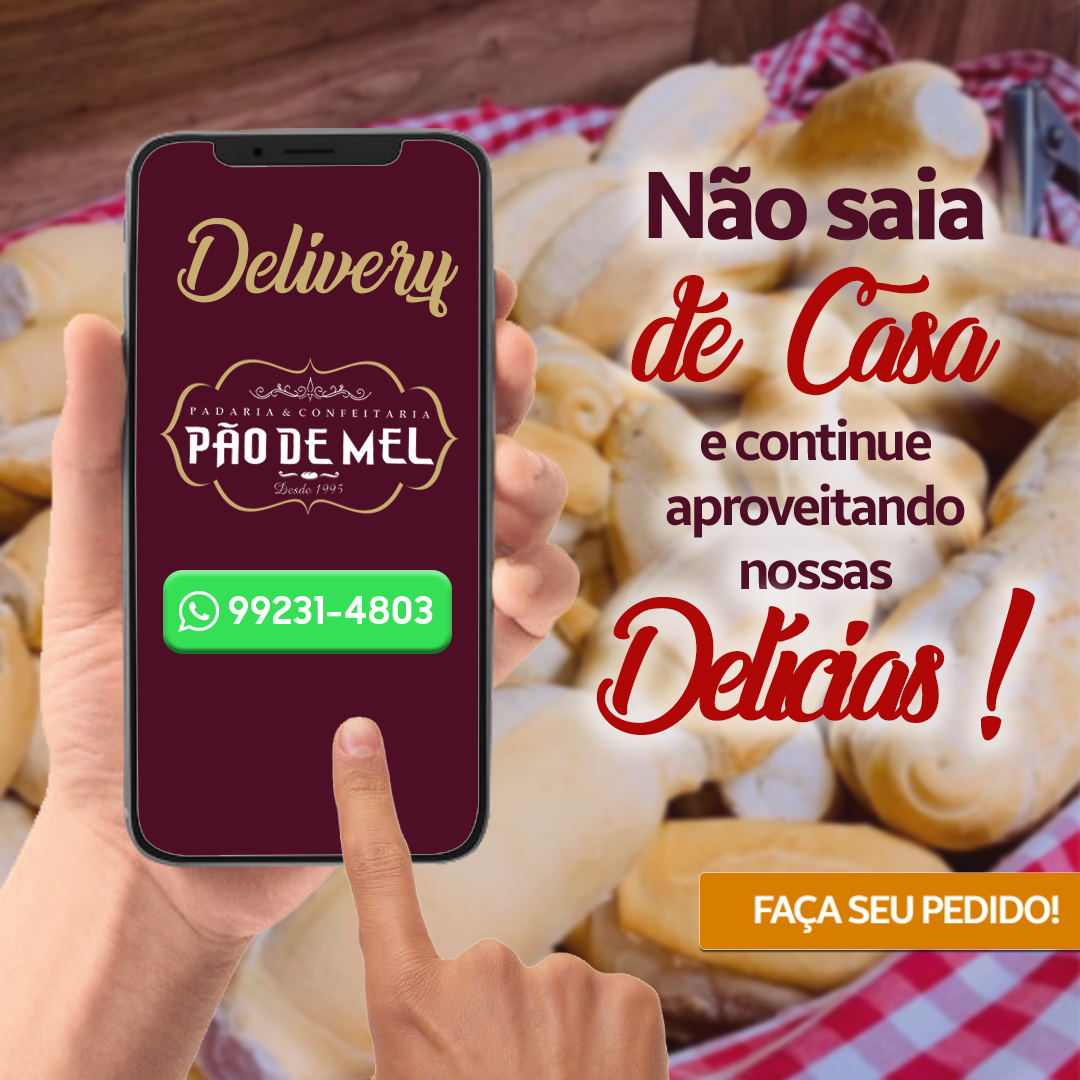 Delivery
PADARIA & CONFEITARIA
PÃO DE MEL
Desde 1995
99231-4803
Não saia
de Casa
e continue
aproveitando
nossas
Delícias !
FAÇA SEU PEDIDO!